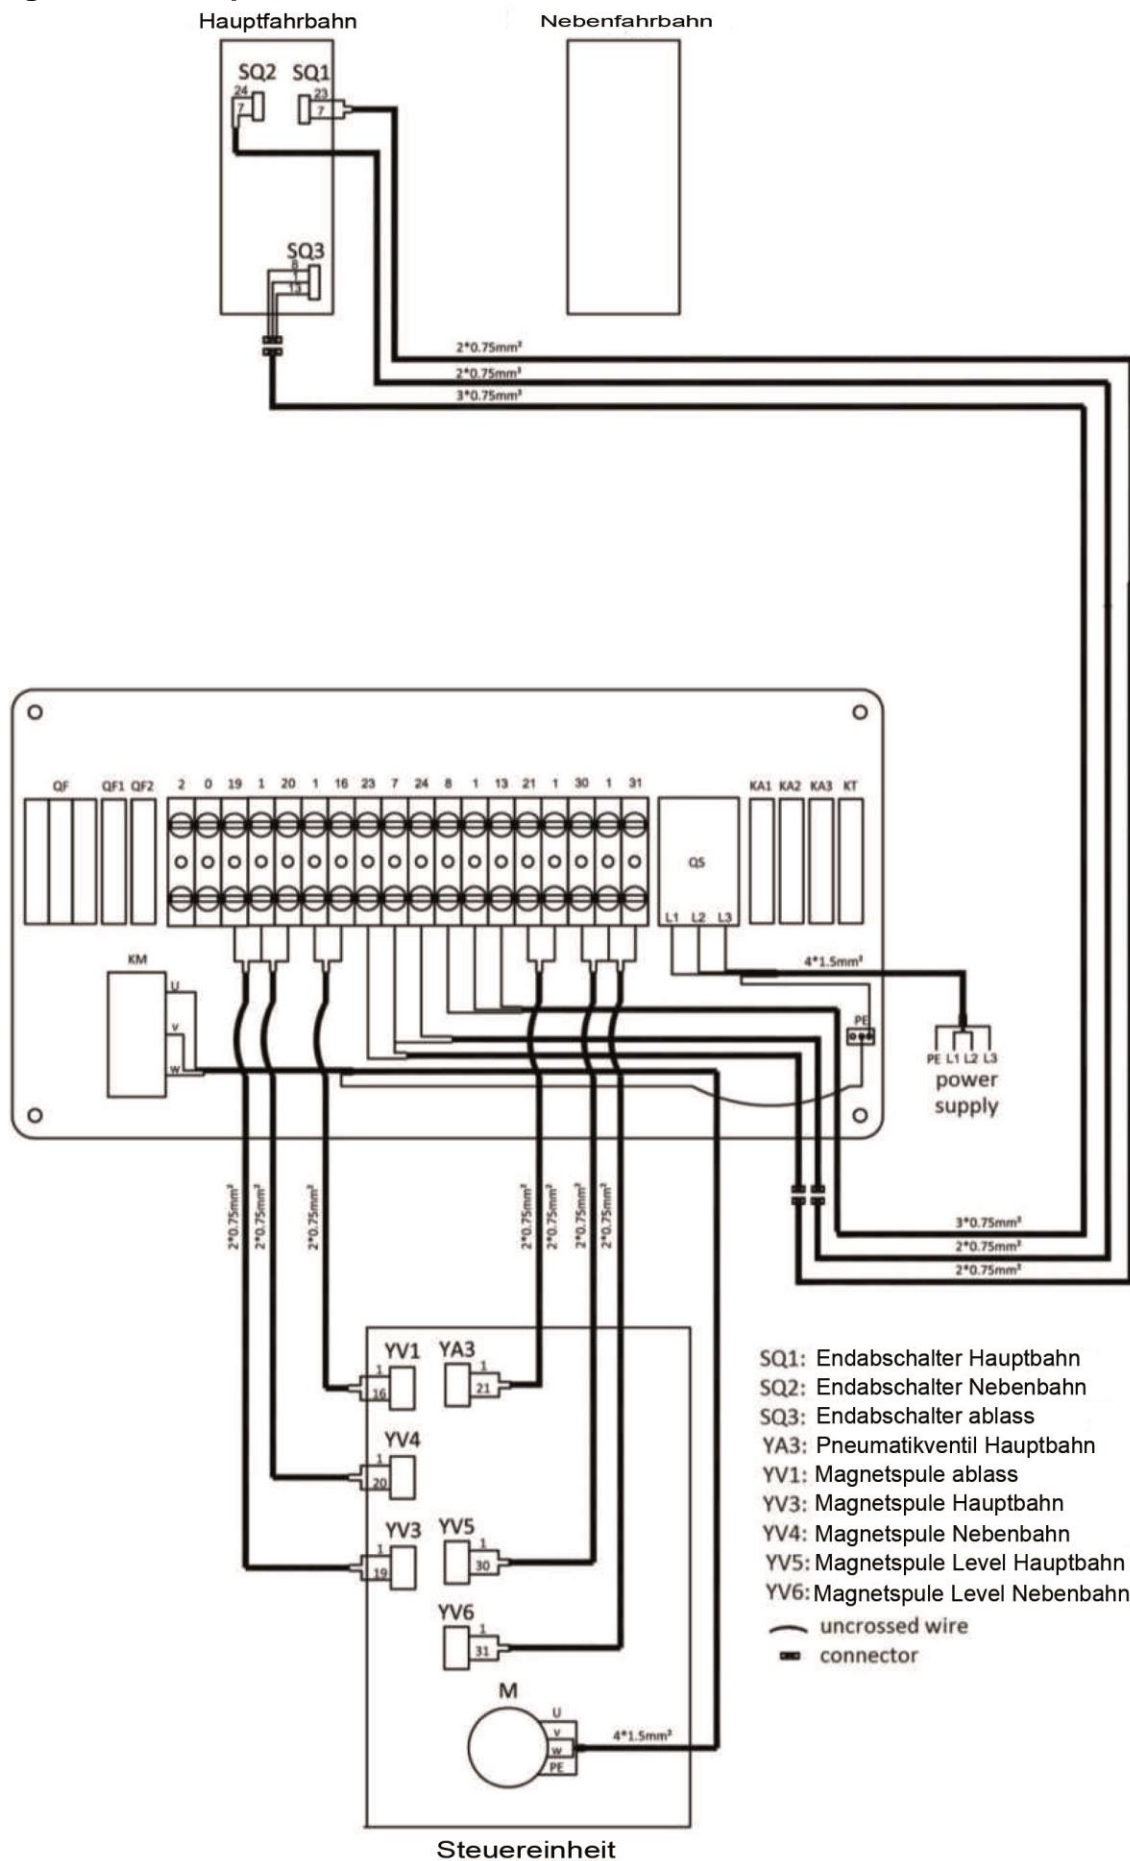 Hauptfahrbahn Nebenfahrbahn
SQ2 SQ1
24 23
7 7
SQ3
8
1
13
2*0.75mm²
2*0.75mm²
3*0.75mm²
QF QF1 QF2 2 0 19 1 20 1 16 23 7 24 8 1 13 21 1 30 1 31 KA1 KA2 KA3 KT
QS
L1 L2 L3
KM
U
V
W
4*1.5mm²
PE
PE L1 L2 L3
power
supply
2*0.75mm² 2*0.75mm² 2*0.75mm² 2*0.75mm² 2*0.75mm² 2*0.75mm² 2*0.75mm²
3*0.75mm²
2*0.75mm²
2*0.75mm²
YV1 YA3
1 1
16 21
YV4
1
20
YV3 YV5
1 1
19 30
YV6
1
31
M
U
V
W
PE
4*1.5mm²
Steuereinheit
SQ1: Endabschalter Hauptbahn
SQ2: Endabschalter Nebenbahn
SQ3: Endabschalter ablass
YA3: Pneumatikventil Hauptbahn
YV1: Magnetspule ablass
YV3: Magnetspule Hauptbahn
YV4: Magnetspule Nebenbahn
YV5: Magnetspule Level Hauptbahn
YV6: Magnetspule Level Nebenbahn
uncrossed wire
connector